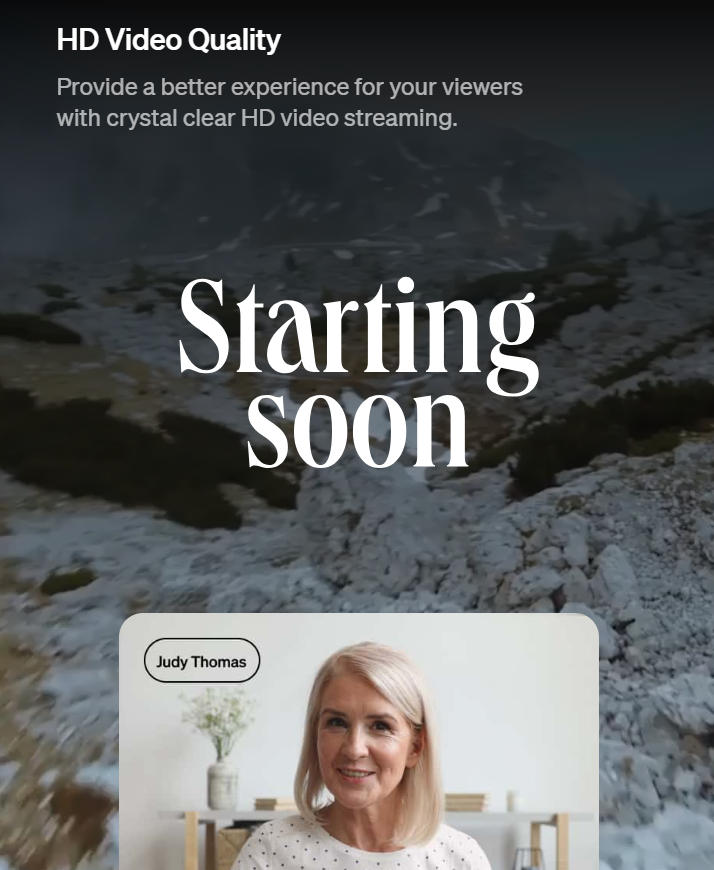 HD Video Quality
Provide a better experience for your viewers
with crystal clear HD video streaming.
Starting
soon
Judy Thomas